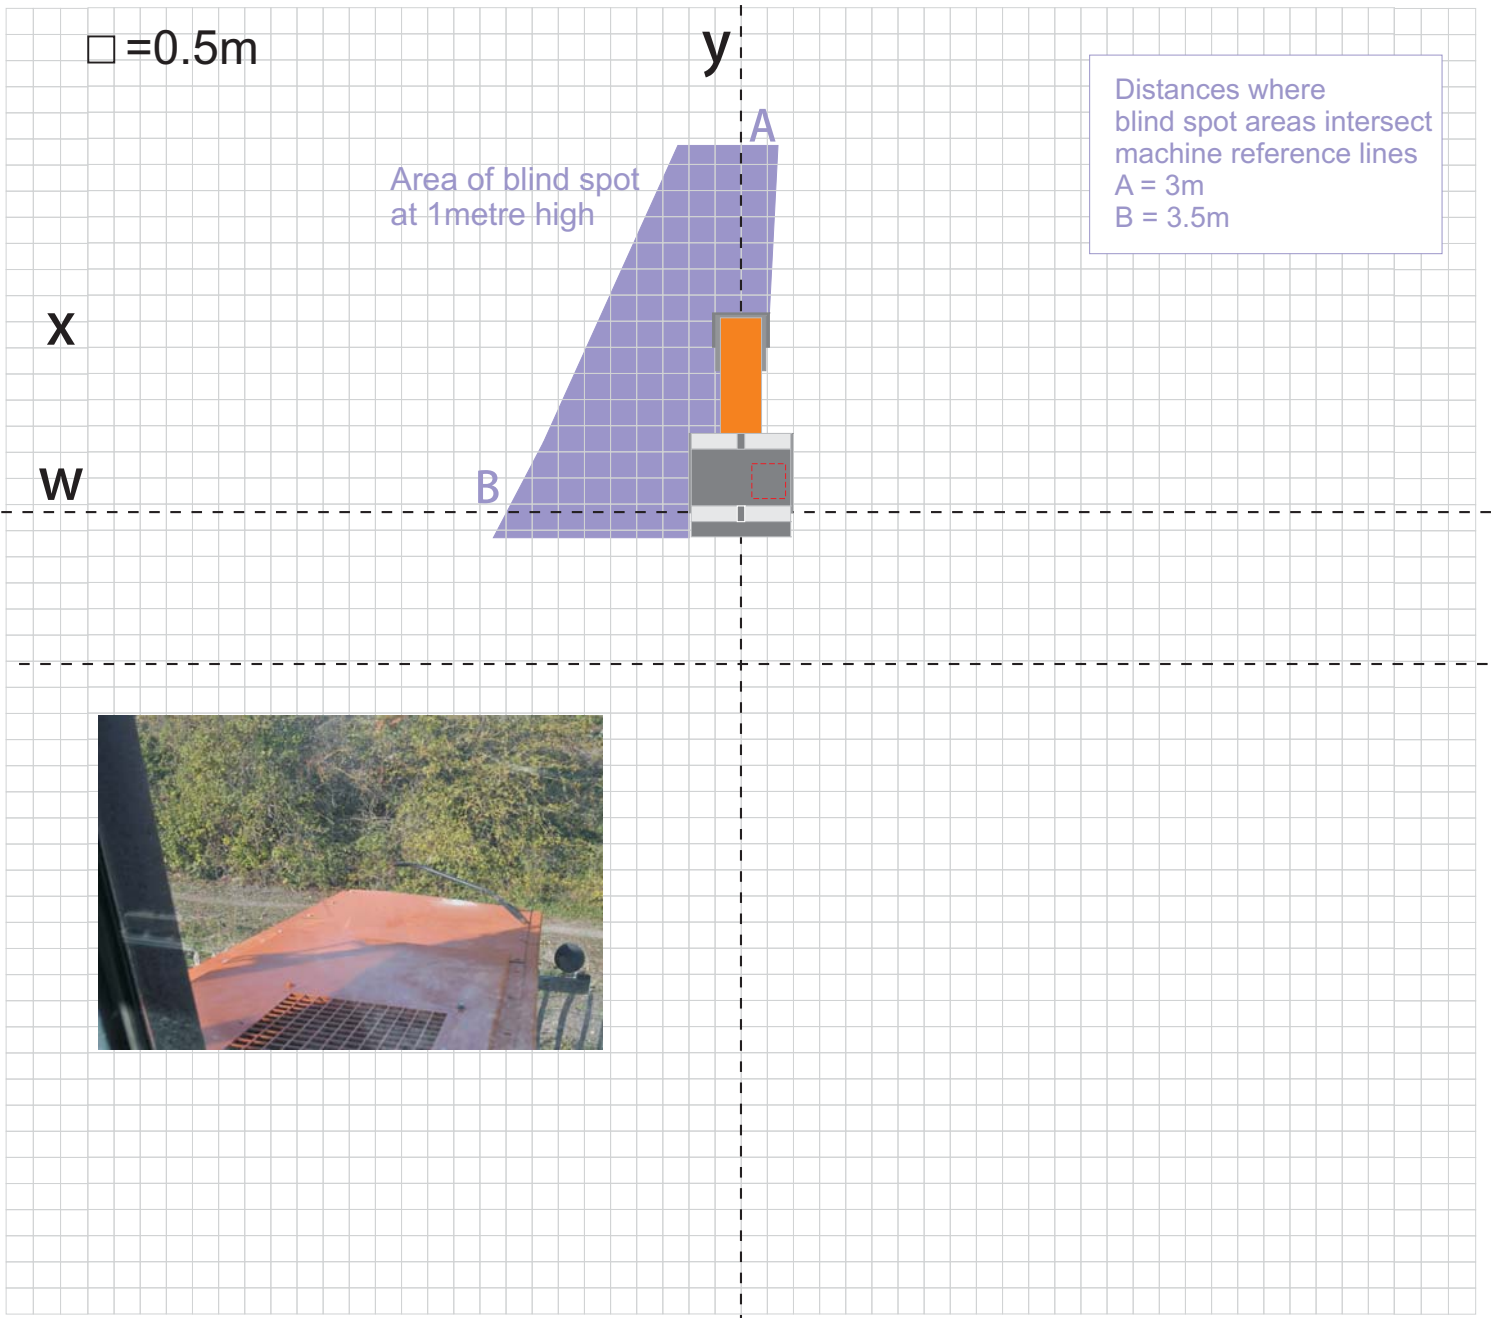 =0.5m
y
Distances where
blind spot areas intersect
machine reference lines
A = 3m
B = 3.5m
A
Area of blind spot
at 1metre high
X
B
W